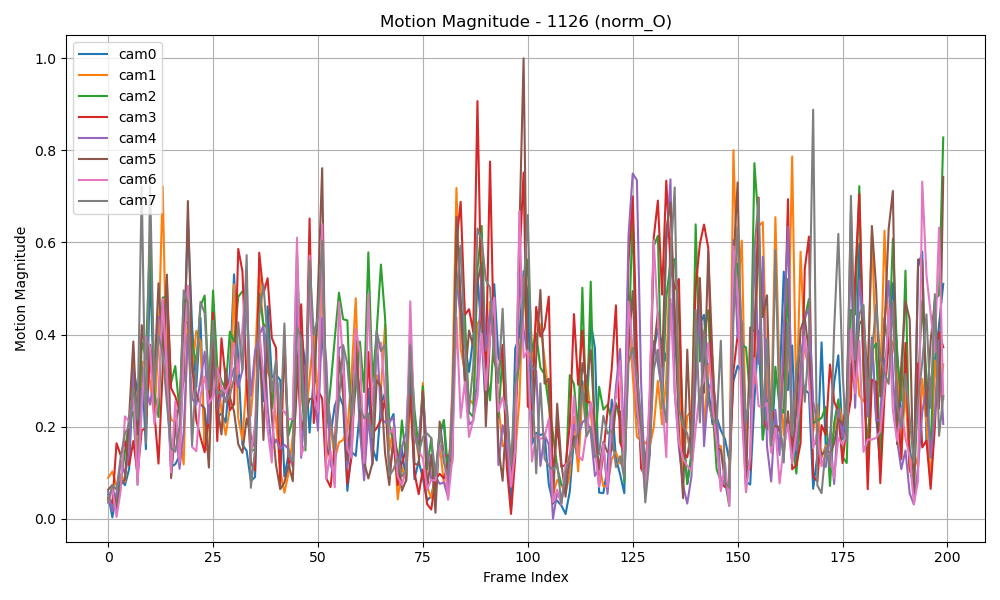 Motion Magnitude - 1126 (norm_O)
1.0
0.8
0.6
0.4
0.2
0.0
Motion Magnitude
cam0
cam1
cam2
cam3
cam4
cam5
cam6
cam7
0 25 50 75 100 125 150 175 200
Frame Index